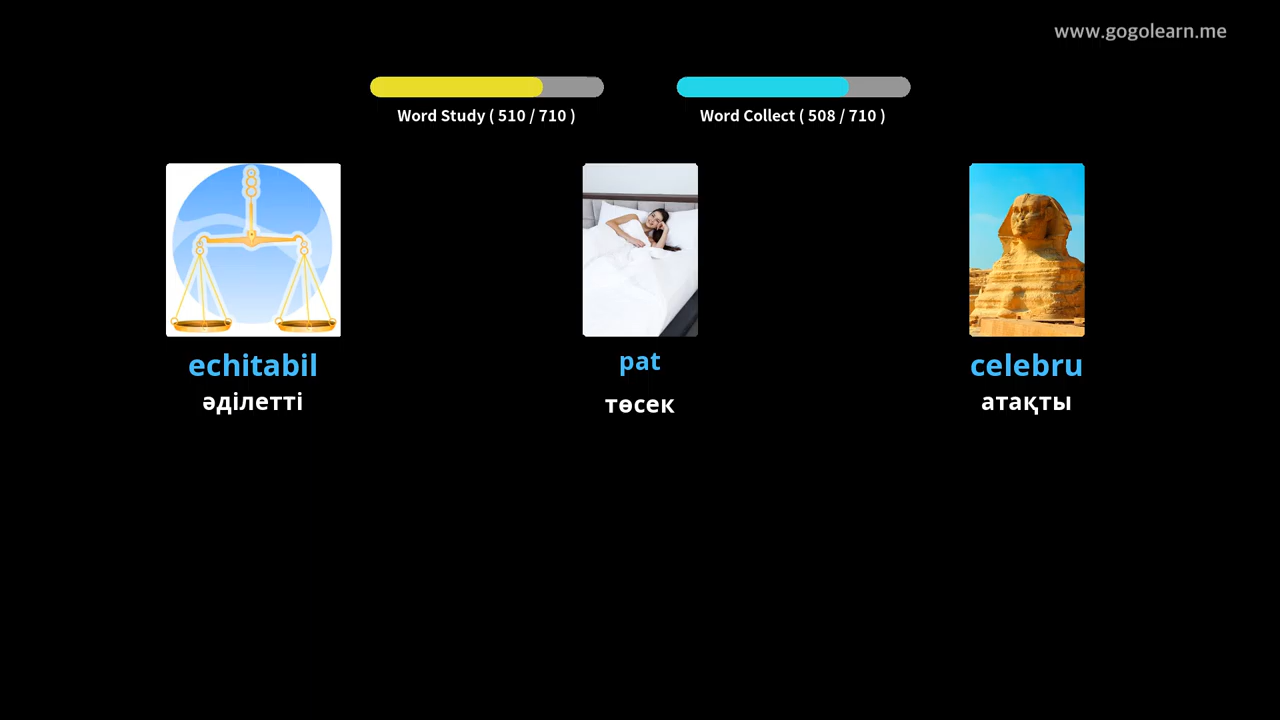 www.gogolearn.me
Word Study ( 510 / 710 )
Word Collect ( 508 / 710 )
echitabil
әділетті
pat
төсек
celebru
атақты